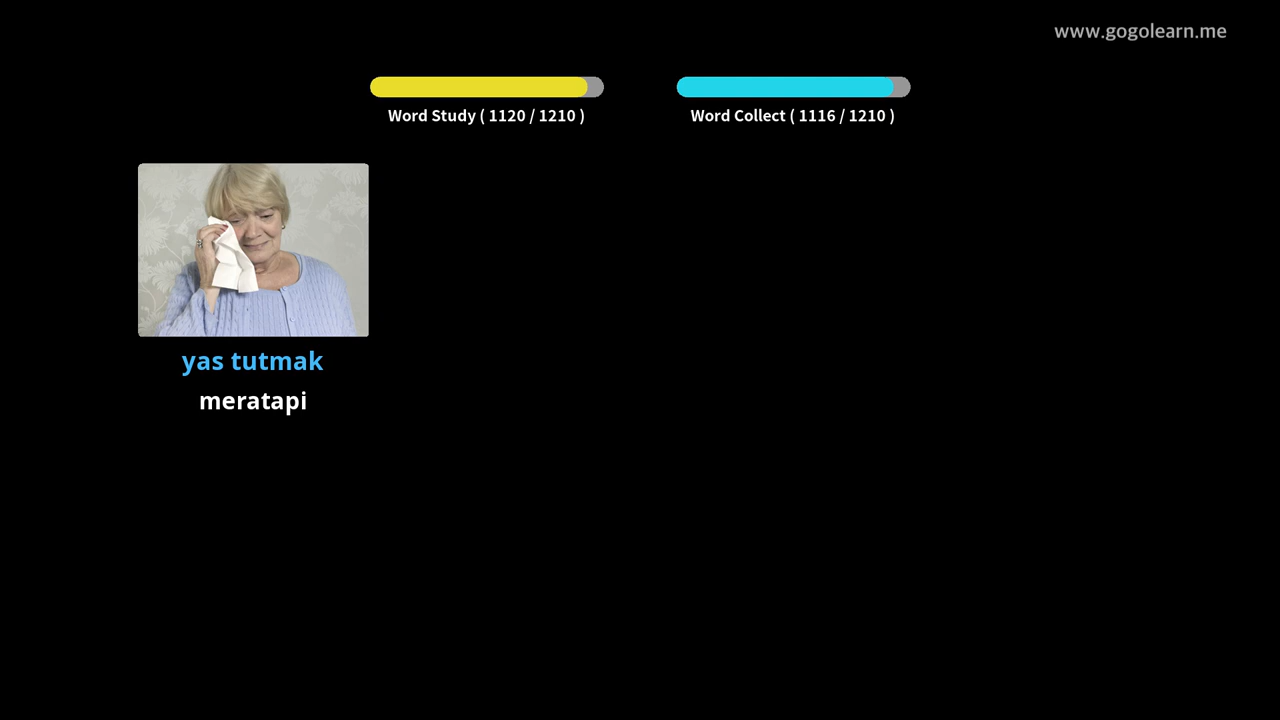 www.gogolearn.me
Word Study ( 1120 / 1210 )
Word Collect ( 1116 / 1210 )
yas tutmak
meratapi